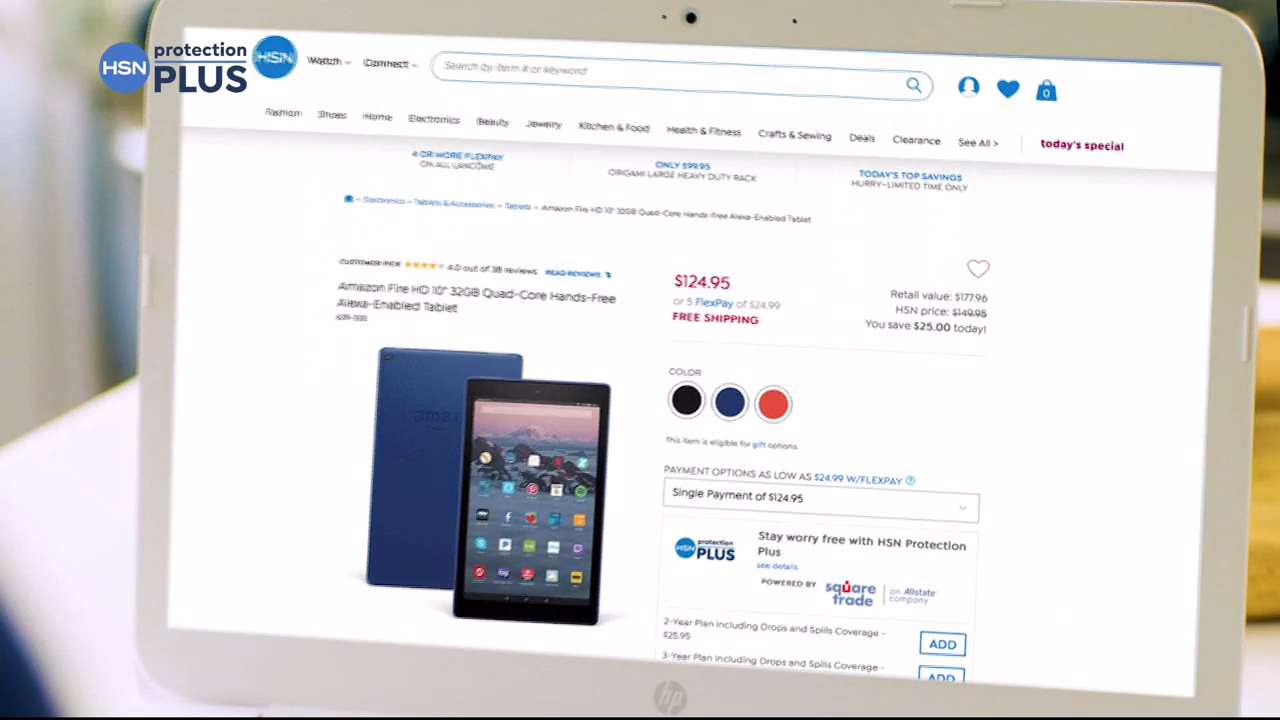 HSN protection PLUS
HSN Watch Connect Search by item # or keyword 0
Fashion Shoes Home Electronics Beauty Jewelry Kitchen & Food Health & Fitness Crafts & Sewing Deals Clearance See All > today's special
4 OR MORE FLEXPAY ONLY $99.95 TODAY'S TOP SAVINGS
ON ALL LANCOME ORIGAMI LARGE HEAVY DUTY RACK HURRY–LIMITED TIME ONLY
Electronics Tablets & Accessories Tablets Amazon Fire HD 10" 32GB Quad-Core Hands-Free Alexa-Enabled Tablet
CUSTOMER PICK 4.0 out of 38 reviews READ REVIEWS
Amazon Fire HD 10" 32GB Quad-Core Hands-Free
Alexa-Enabled Tablet
$124.95
or 5 FlexPay of $24.99
FREE SHIPPING
Retail value: $177.96
HSN price: $149.95
You save $25.00 today!
COLOR
This item is eligible for gift options.
PAYMENT OPTIONS AS LOW AS $24.99 W/FLEXPAY ?
Single Payment of $124.95
HSN protection PLUS
Stay worry free with HSN Protection
Plus
see details
POWERED BY square trade an Allstate company
2-Year Plan Including Drops and Spills Coverage -
$25.95
ADD
3-Year Plan Including Drops and Spills Coverage -
ADD
hp